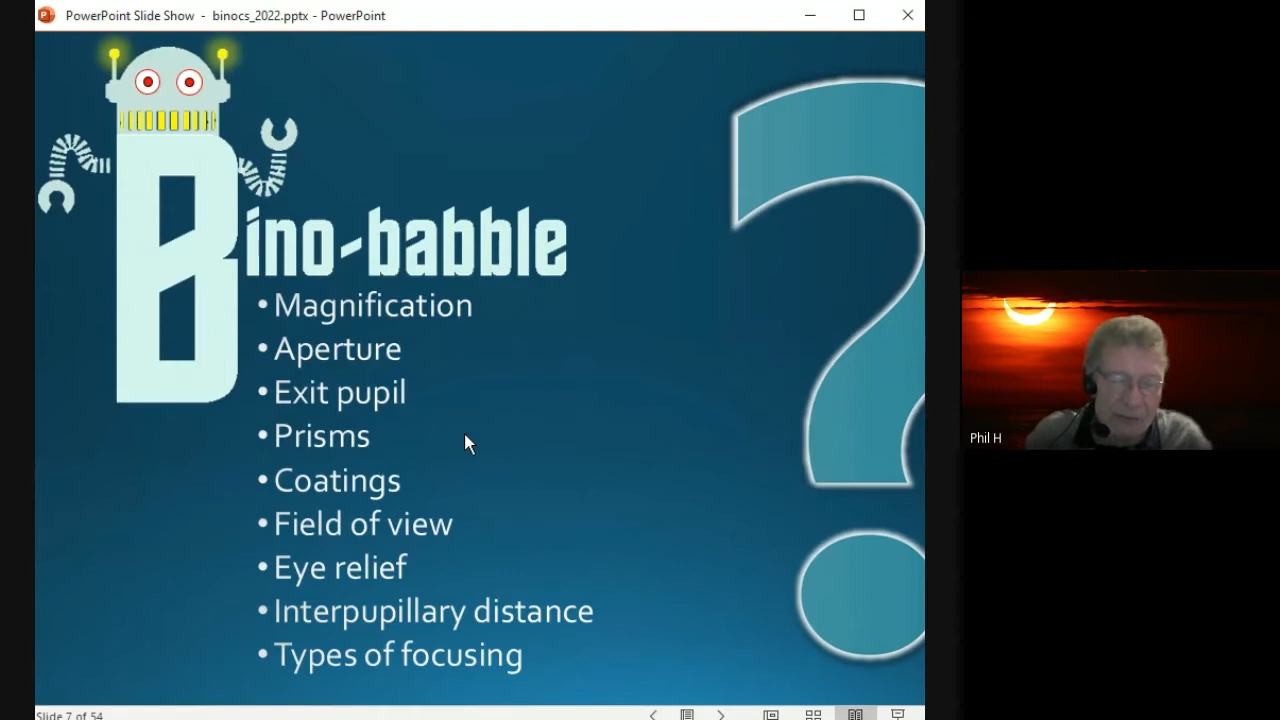 PowerPoint Slide Show - binocs_2022.pptx - PowerPoint
Bino-babble
• Magnification
• Aperture
• Exit pupil
• Prisms
• Coatings
• Field of view
• Eye relief
• Interpupillary distance
• Types of focusing
?
Phil H
Slide 7 of 54